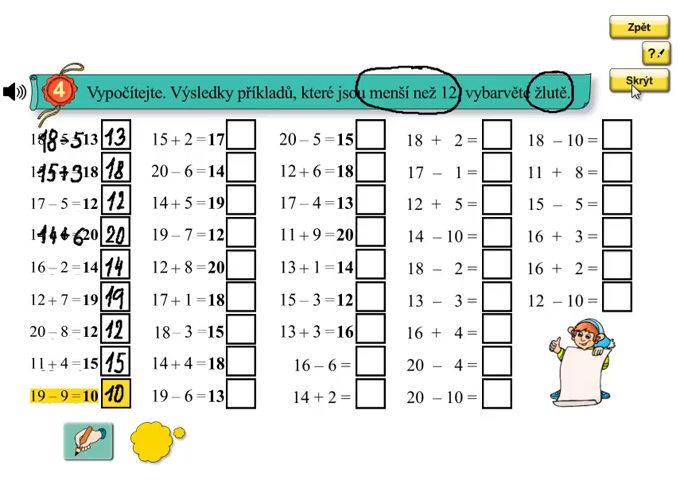 Zpět
?
Skrýt
4 Vypočítejte. Výsledky příkladů, které jsou menší než 12, vybarvěte žlutě.
18 - 5 13 13 15 + 2 = 17 20 – 5 = 15 18 + 2 = 18 – 10 =
15 + 3 18 18 20 – 6 = 14 12 + 6 = 18 17 – 1 = 11 + 8 =
17 – 5 = 12 12 14 + 5 = 19 17 – 4 = 13 12 + 5 = 15 – 5 =
14 + 6 20 20 19 – 7 = 12 11 + 9 = 20 14 – 10 = 16 + 3 =
16 – 2 = 14 14 12 + 8 = 20 13 + 1 = 14 18 – 2 = 16 + 2 =
12 + 7 = 19 19 17 + 1 = 18 15 – 3 = 12 13 – 3 = 12 – 10 =
20 – 8 = 12 12 18 – 3 = 15 13 + 3 = 16 16 + 4 =
11 + 4 = 15 15 14 + 4 = 18 16 – 6 = 20 – 4 =
19 – 9 = 10 10 19 – 6 = 13 14 + 2 = 20 – 10 =